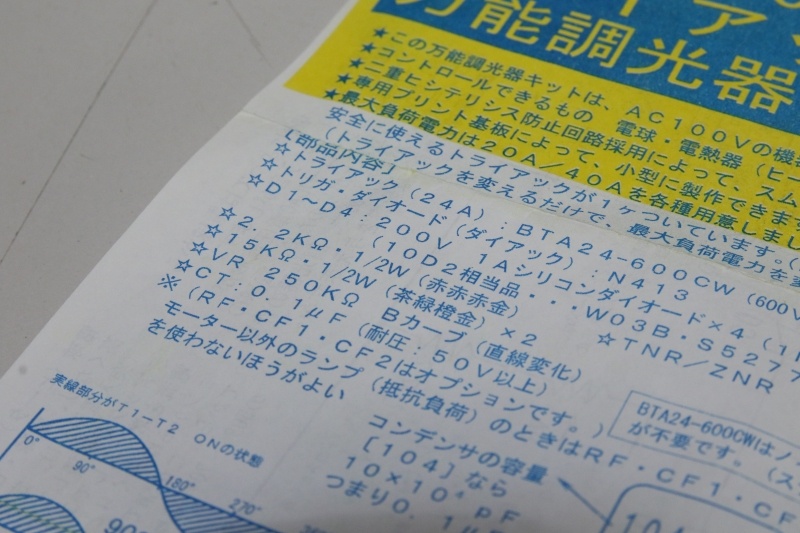 イアッ
万能調光器
★この万能調光器キットは、AC100Vの機
★コントロールできるもの 電球・電熱器（ヒー
★二重ヒシテリシス防止回路採用によって、スム
★専用プリント基板によって、小型に製作できます
★最大負荷電力は20A／40Aを各種用意しまし
安全に使えるトライアックが1ヶついています。
（トライアックを変えるだけで、最大負荷電力を変
［部品内容］
☆トライアック（24A）：BTA24-600CW（600V
☆トリガ・ダイオード（ダイアック）：N413
☆D1～D4：200V 1Aシリコンダイオード×4（1
（10D2相当品・・・W03B・S5277
☆2．2KΩ・1/2W（赤赤赤金）
☆15KΩ・1/2W（茶緑橙金）×2 ☆TNR／ZNR
☆VR：250KΩ Bカーブ（直線変化）
☆CT：0．1μF（耐圧：50V以上）
※（RF・CF1・CF2はオプションです。）
モーター以外のランプ（抵抗負荷）のときはRF・CF1・CF
を使わないほうがよい
BTA24-600CWはノ
が不要です。（ス
コンデンサの容量
［104］なら
10×10⁴ pF
つまり0．1μF
104
実線部分がT1－T2 ONの状態
0°
90°
180°
270°
90°